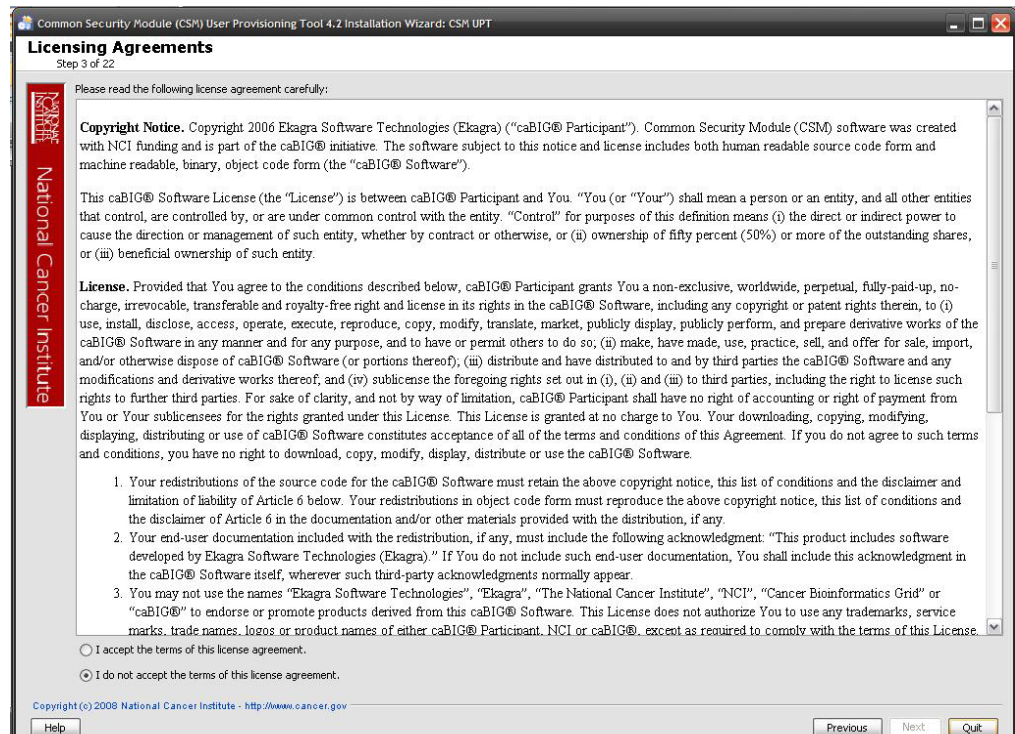 Common Security Module (CSM) User Provisioning Tool 4.2 Installation Wizard: CSM UPT
Licensing Agreements
Step 3 of 22
NATIONAL
CANCER
INSTITUTE
National Cancer Institute
Please read the following license agreement carefully:
Copyright Notice. Copyright 2006 Ekagra Software Technologies (Ekagra) (“caBIG® Participant”). Common Security Module (CSM) software was created
with NCI funding and is part of the caBIG® initiative. The software subject to this notice and license includes both human readable source code form and
machine readable, binary, object code form (the “caBIG® Software”).
This caBIG® Software License (the “License”) is between caBIG® Participant and You. “You (or “Your”) shall mean a person or an entity, and all other entities
that control, are controlled by, or are under common control with the entity. “Control” for purposes of this definition means (i) the direct or indirect power to
cause the direction or management of such entity, whether by contract or otherwise, or (ii) ownership of fifty percent (50%) or more of the outstanding shares,
or (iii) beneficial ownership of such entity.
License. Provided that You agree to the conditions described below, caBIG® Participant grants You a non-exclusive, worldwide, perpetual, fully-paid-up, no-
charge, irrevocable, transferable and royalty-free right and license in its rights in the caBIG® Software, including any copyright or patent rights therein, to (i)
use, install, disclose, access, operate, execute, reproduce, copy, modify, translate, market, publicly display, publicly perform, and prepare derivative works of the
caBIG® Software in any manner and for any purpose, and to have or permit others to do so; (ii) make, have made, use, practice, sell, and offer for sale, import,
and/or otherwise dispose of caBIG® Software (or portions thereof); (iii) distribute and have distributed to and by third parties the caBIG® Software and any
modifications and derivative works thereof; and (iv) sublicense the foregoing rights set out in (i), (ii) and (iii) to third parties, including the right to license such
rights to further third parties. For sake of clarity, and not by way of limitation, caBIG® Participant shall have no right of accounting or right of payment from
You or Your sublicensees for the rights granted under this License. This License is granted at no charge to You. Your downloading, copying, modifying,
displaying, distributing or use of caBIG® Software constitutes acceptance of all of the terms and conditions of this Agreement. If you do not agree to such terms
and conditions, you have no right to download, copy, modify, display, distribute or use the caBIG® Software.
1. Your redistributions of the source code for the caBIG® Software must retain the above copyright notice, this list of conditions and the disclaimer and
limitation of liability of Article 6 below. Your redistributions in object code form must reproduce the above copyright notice, this list of conditions and
the disclaimer of Article 6 in the documentation and/or other materials provided with the distribution, if any.
2. Your end-user documentation included with the redistribution, if any, must include the following acknowledgment: “This product includes software
developed by Ekagra Software Technologies (Ekagra).” If You do not include such end-user documentation, You shall include this acknowledgment in
the caBIG® Software itself, wherever such third-party acknowledgments normally appear.
3. You may not use the names “Ekagra Software Technologies”, “Ekagra”, “The National Cancer Institute”, “NCI”, “Cancer Bioinformatics Grid” or
“caBIG®” to endorse or promote products derived from this caBIG® Software. This License does not authorize You to use any trademarks, service
marks, trade names, logos or product names of either caBIG® Participant, NCI or caBIG®, except as required to comply with the terms of this License.
I accept the terms of this license agreement.
I do not accept the terms of this license agreement.
Copyright (c) 2008 National Cancer Institute - http://www.cancer.gov
Help
Previous
Next
Quit